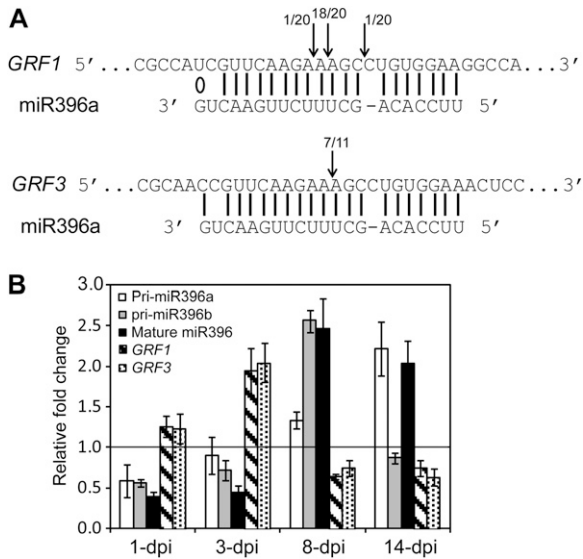 A
1/20 18/20 1/20
GRF1 5′...CGCCAUCGUUCAAGAAAGCCUGUGGAAGGCCA...3′
miR396a 3′ GUCAAGUUCUUUCG-ACACCUU 5′
7/11
GRF3 5′...CGCAACCGUUCAAGAAAGCCUGUGGAAACUCC...3′
miR396a 3′ GUCAAGUUCUUUCG-ACACCUU 5′
B
Relative fold change
3.0
2.5
2.0
1.5
1.0
0.5
0.0
Pri-miR396a
pri-miR396b
Mature miR396
GRF1
GRF3
1-dpi 3-dpi 8-dpi 14-dpi